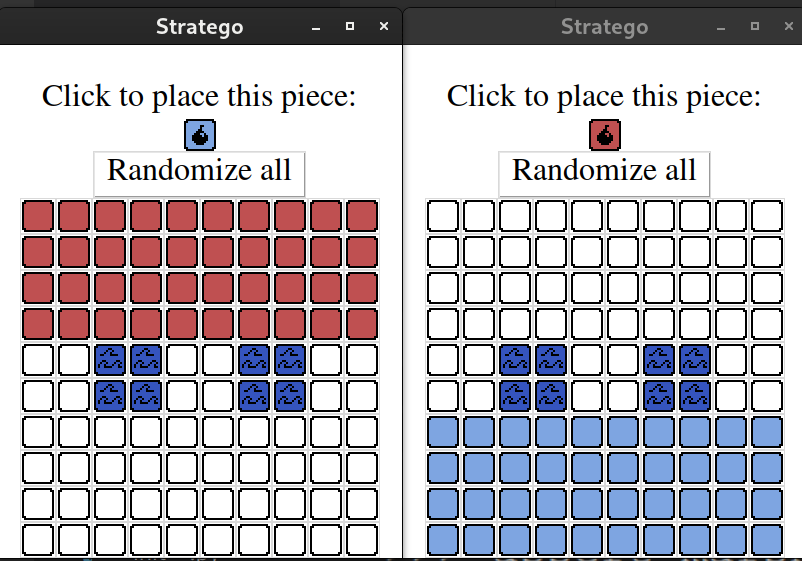 Stratego
Click to place this piece:
Randomize all
Stratego
Click to place this piece:
Randomize all